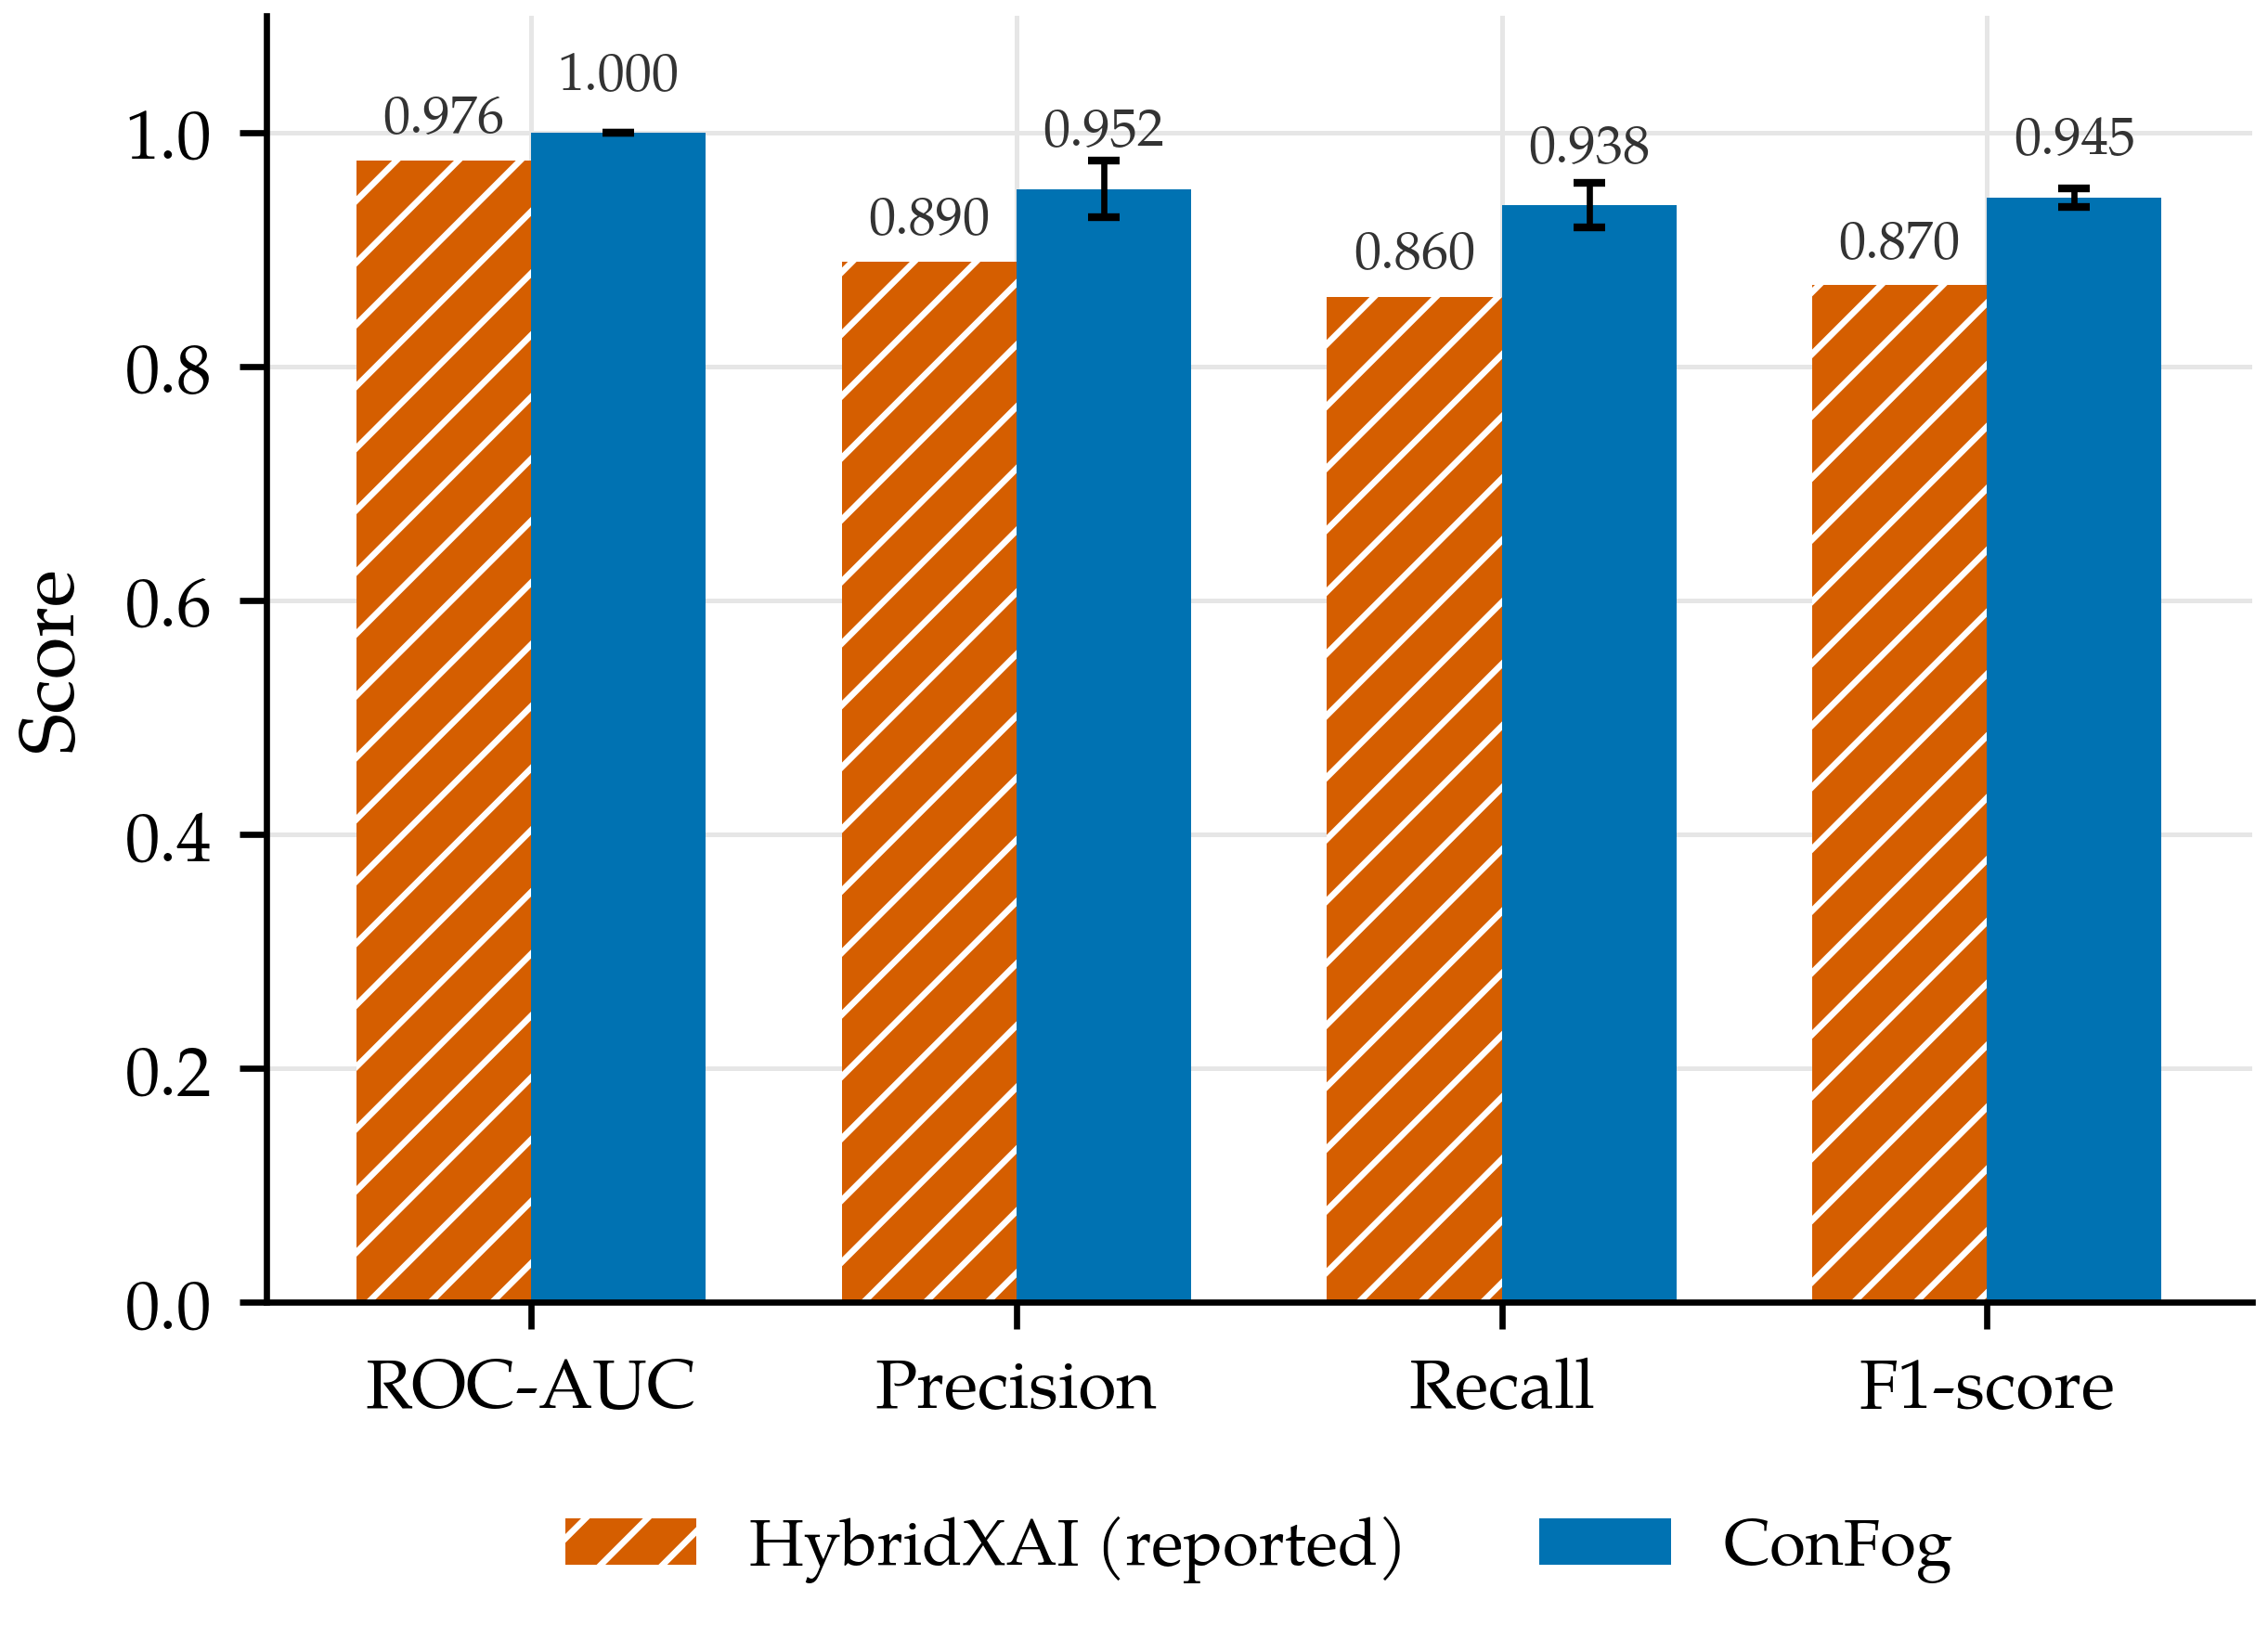 0.976
1.000
0.952
0.938
0.945
0.890
0.860
0.870
1.0
0.8
0.6
0.4
0.2
0.0
Score
ROC-AUC
Precision
Recall
F1-score
HybridXAI (reported)
ConFog